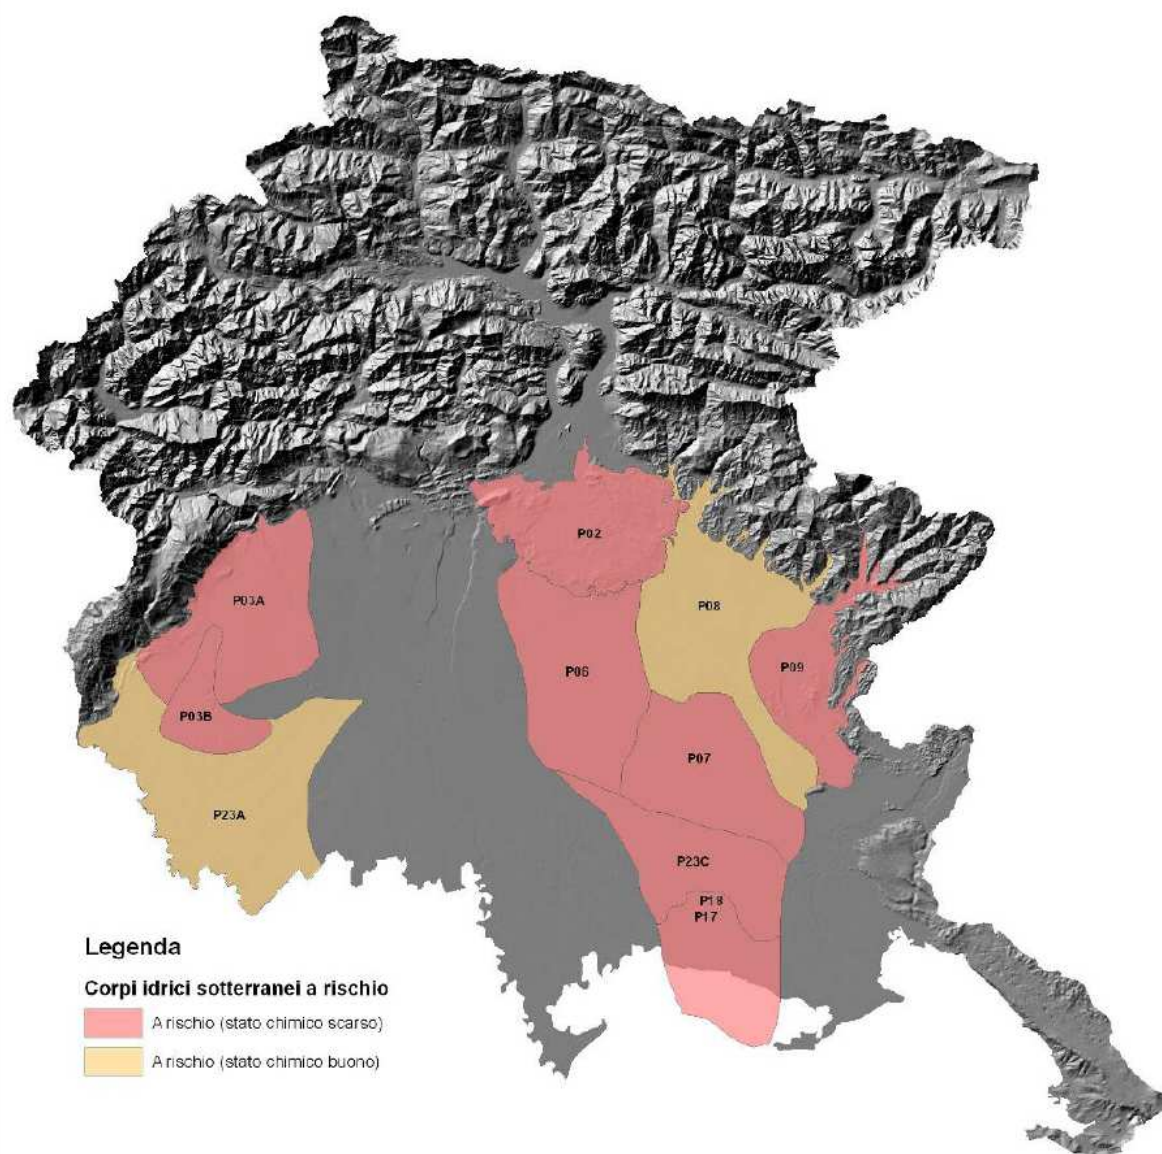 P02
P03A
P08
P09
P06
P03B
P07
P23A
P23C
P18
P17
Legenda
Corpi idrici sotterranei a rischio
A rischio (stato chimico scarso)
A rischio (stato chimico buono)